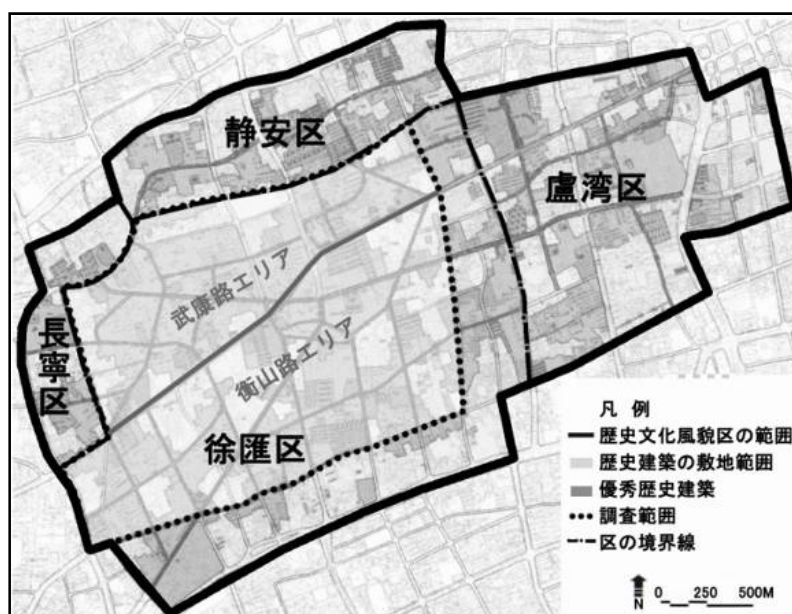 静安区
盧湾区
武康路エリア
長寧区
衡山路エリア
徐匯区
凡 例
歴史文化風貌区の範囲
歴史建築の敷地範囲
優秀歴史建築
調査範囲
区の境界線
N
0 250 500M